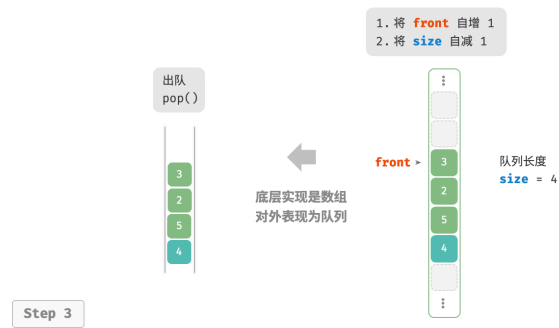 1. 将 front 自增 1
2. 将 size 自减 1
出队
pop()
3
2
5
4
底层实现是数组
对外表现为队列
front
3
2
5
4
队列长度
size = 4
Step 3